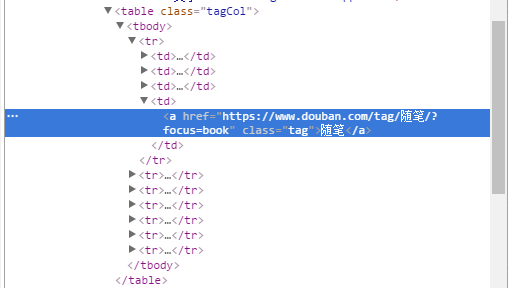 ▼<table class="tagCol">
▼<tbody>
▼<tr>
▶<td>…</td>
▶<td>…</td>
▶<td>…</td>
▼<td>
<a href="https://www.douban.com/tag/随笔/?
focus=book" class="tag">随笔</a>
</td>
</tr>
▶<tr>…</tr>
▶<tr>…</tr>
▶<tr>…</tr>
▶<tr>…</tr>
▶<tr>…</tr>
▶<tr>…</tr>
</tbody>
</table>